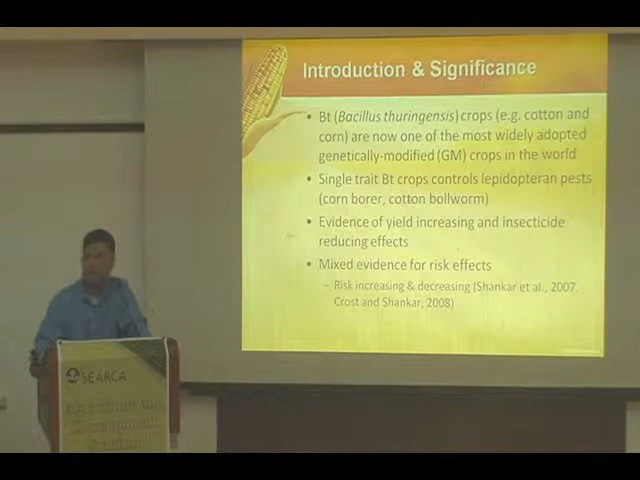 Introduction & Significance
• Bt (Bacillus thuringensis) crops (e.g. cotton and
corn) are now one of the most widely adopted
genetically-modified (GM) crops in the world
• Single trait Bt crops controls lepidopteran pests
(corn borer, cotton bollworm)
• Evidence of yield increasing and insecticide
reducing effects
• Mixed evidence for risk effects
– Risk increasing & decreasing (Shankar et al., 2007,
Crost and Shankar, 2008)
SEARCA